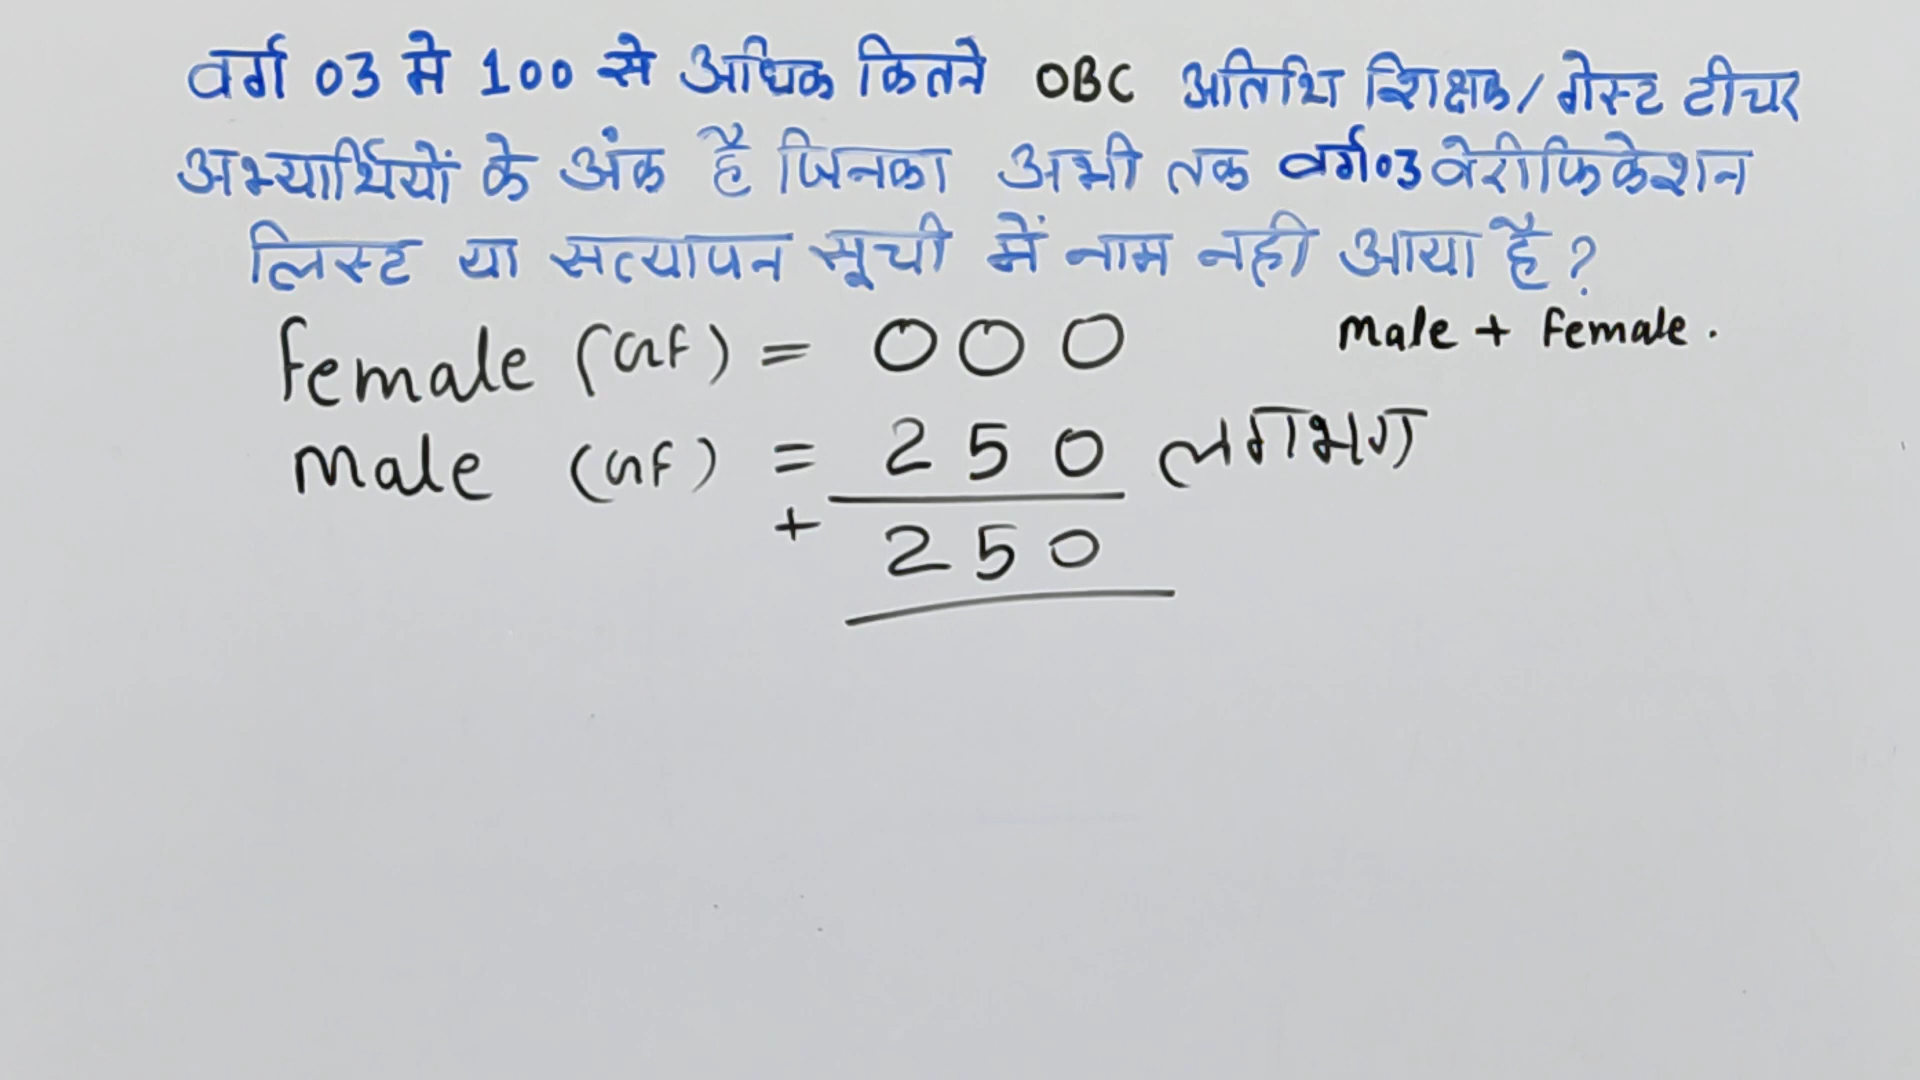 वर्ग 03 मे 100 से अधिक कितने OBC अतिथि शिक्षक/गेस्ट टीचर
अभ्यार्थियों के अंक है जिनका अभी तक वर्ग03 वेरीफिकेशन
लिस्ट या सत्यापन सूची में नाम नही आया है?
male + female.
female (GF) = 000
male (GF) = 250 लगभग
+ 250